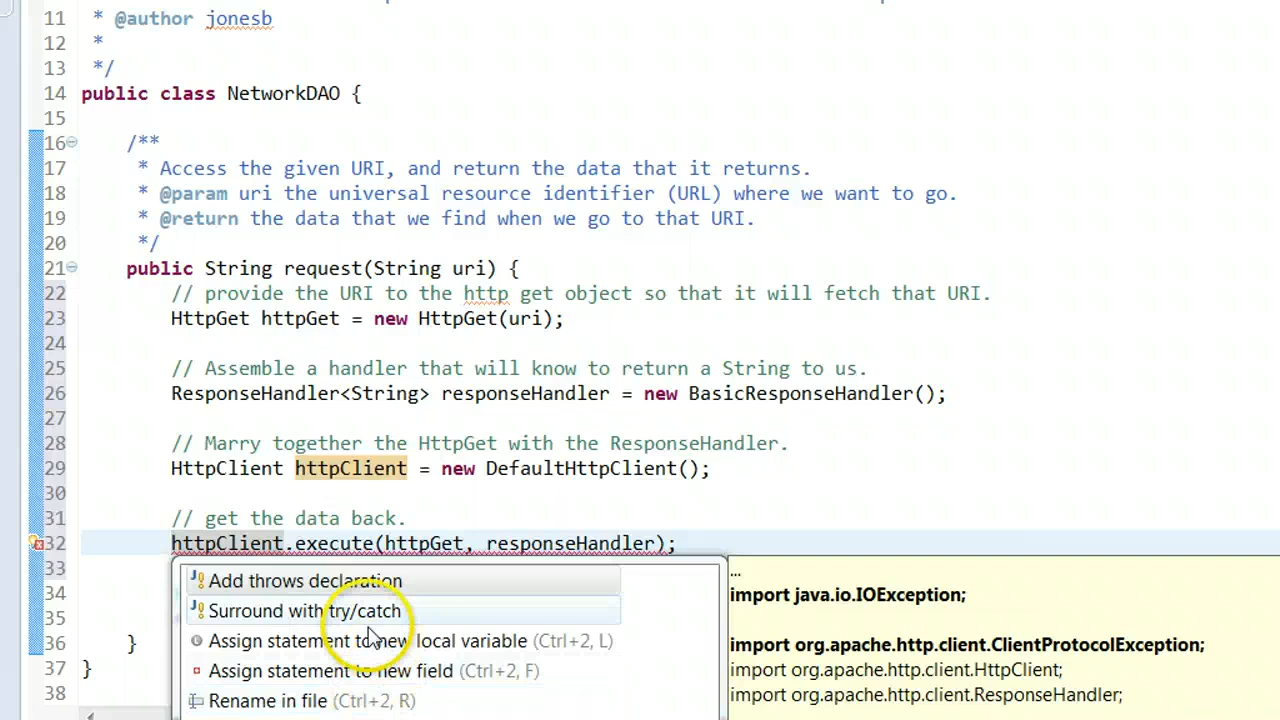 11 * @author jonesb
12 *
13 */
14 public class NetworkDAO {
15
16 /**
17 * Access the given URI, and return the data that it returns.
18 * @param uri the universal resource identifier (URL) where we want to go.
19 * @return the data that we find when we go to that URI.
20 */
21 public String request(String uri) {
22 // provide the URI to the http get object so that it will fetch that URI.
23 HttpGet httpGet = new HttpGet(uri);
24
25 // Assemble a handler that will know to return a String to us.
26 ResponseHandler<String> responseHandler = new BasicResponseHandler();
27
28 // Marry together the HttpGet with the ResponseHandler.
29 HttpClient httpClient = new DefaultHttpClient();
30
31 // get the data back.
32 httpClient.execute(httpGet, responseHandler);
33
34
35
36 }
37 }
38
Add throws declaration
Surround with try/catch
Assign statement to new local variable (Ctrl+2, L)
Assign statement to new field (Ctrl+2, F)
Rename in file (Ctrl+2, R)
...
import java.io.IOException;
import org.apache.http.client.ClientProtocolException;
import org.apache.http.client.HttpClient;
import org.apache.http.client.ResponseHandler;